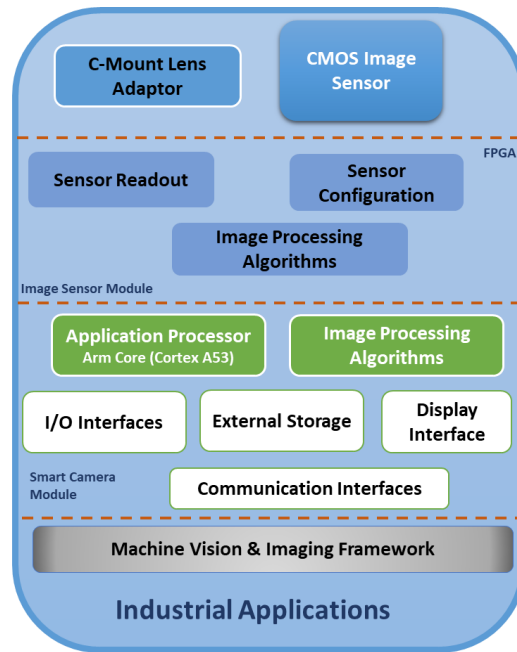 C-Mount Lens
Adaptor
CMOS Image
Sensor
FPGA
Sensor Readout
Sensor
Configuration
Image Processing
Algorithms
Image Sensor Module
Application Processor
Arm Core (Cortex A53)
Image Processing
Algorithms
I/O Interfaces
External Storage
Display
Interface
Smart Camera
Module
Communication Interfaces
Machine Vision & Imaging Framework
Industrial Applications